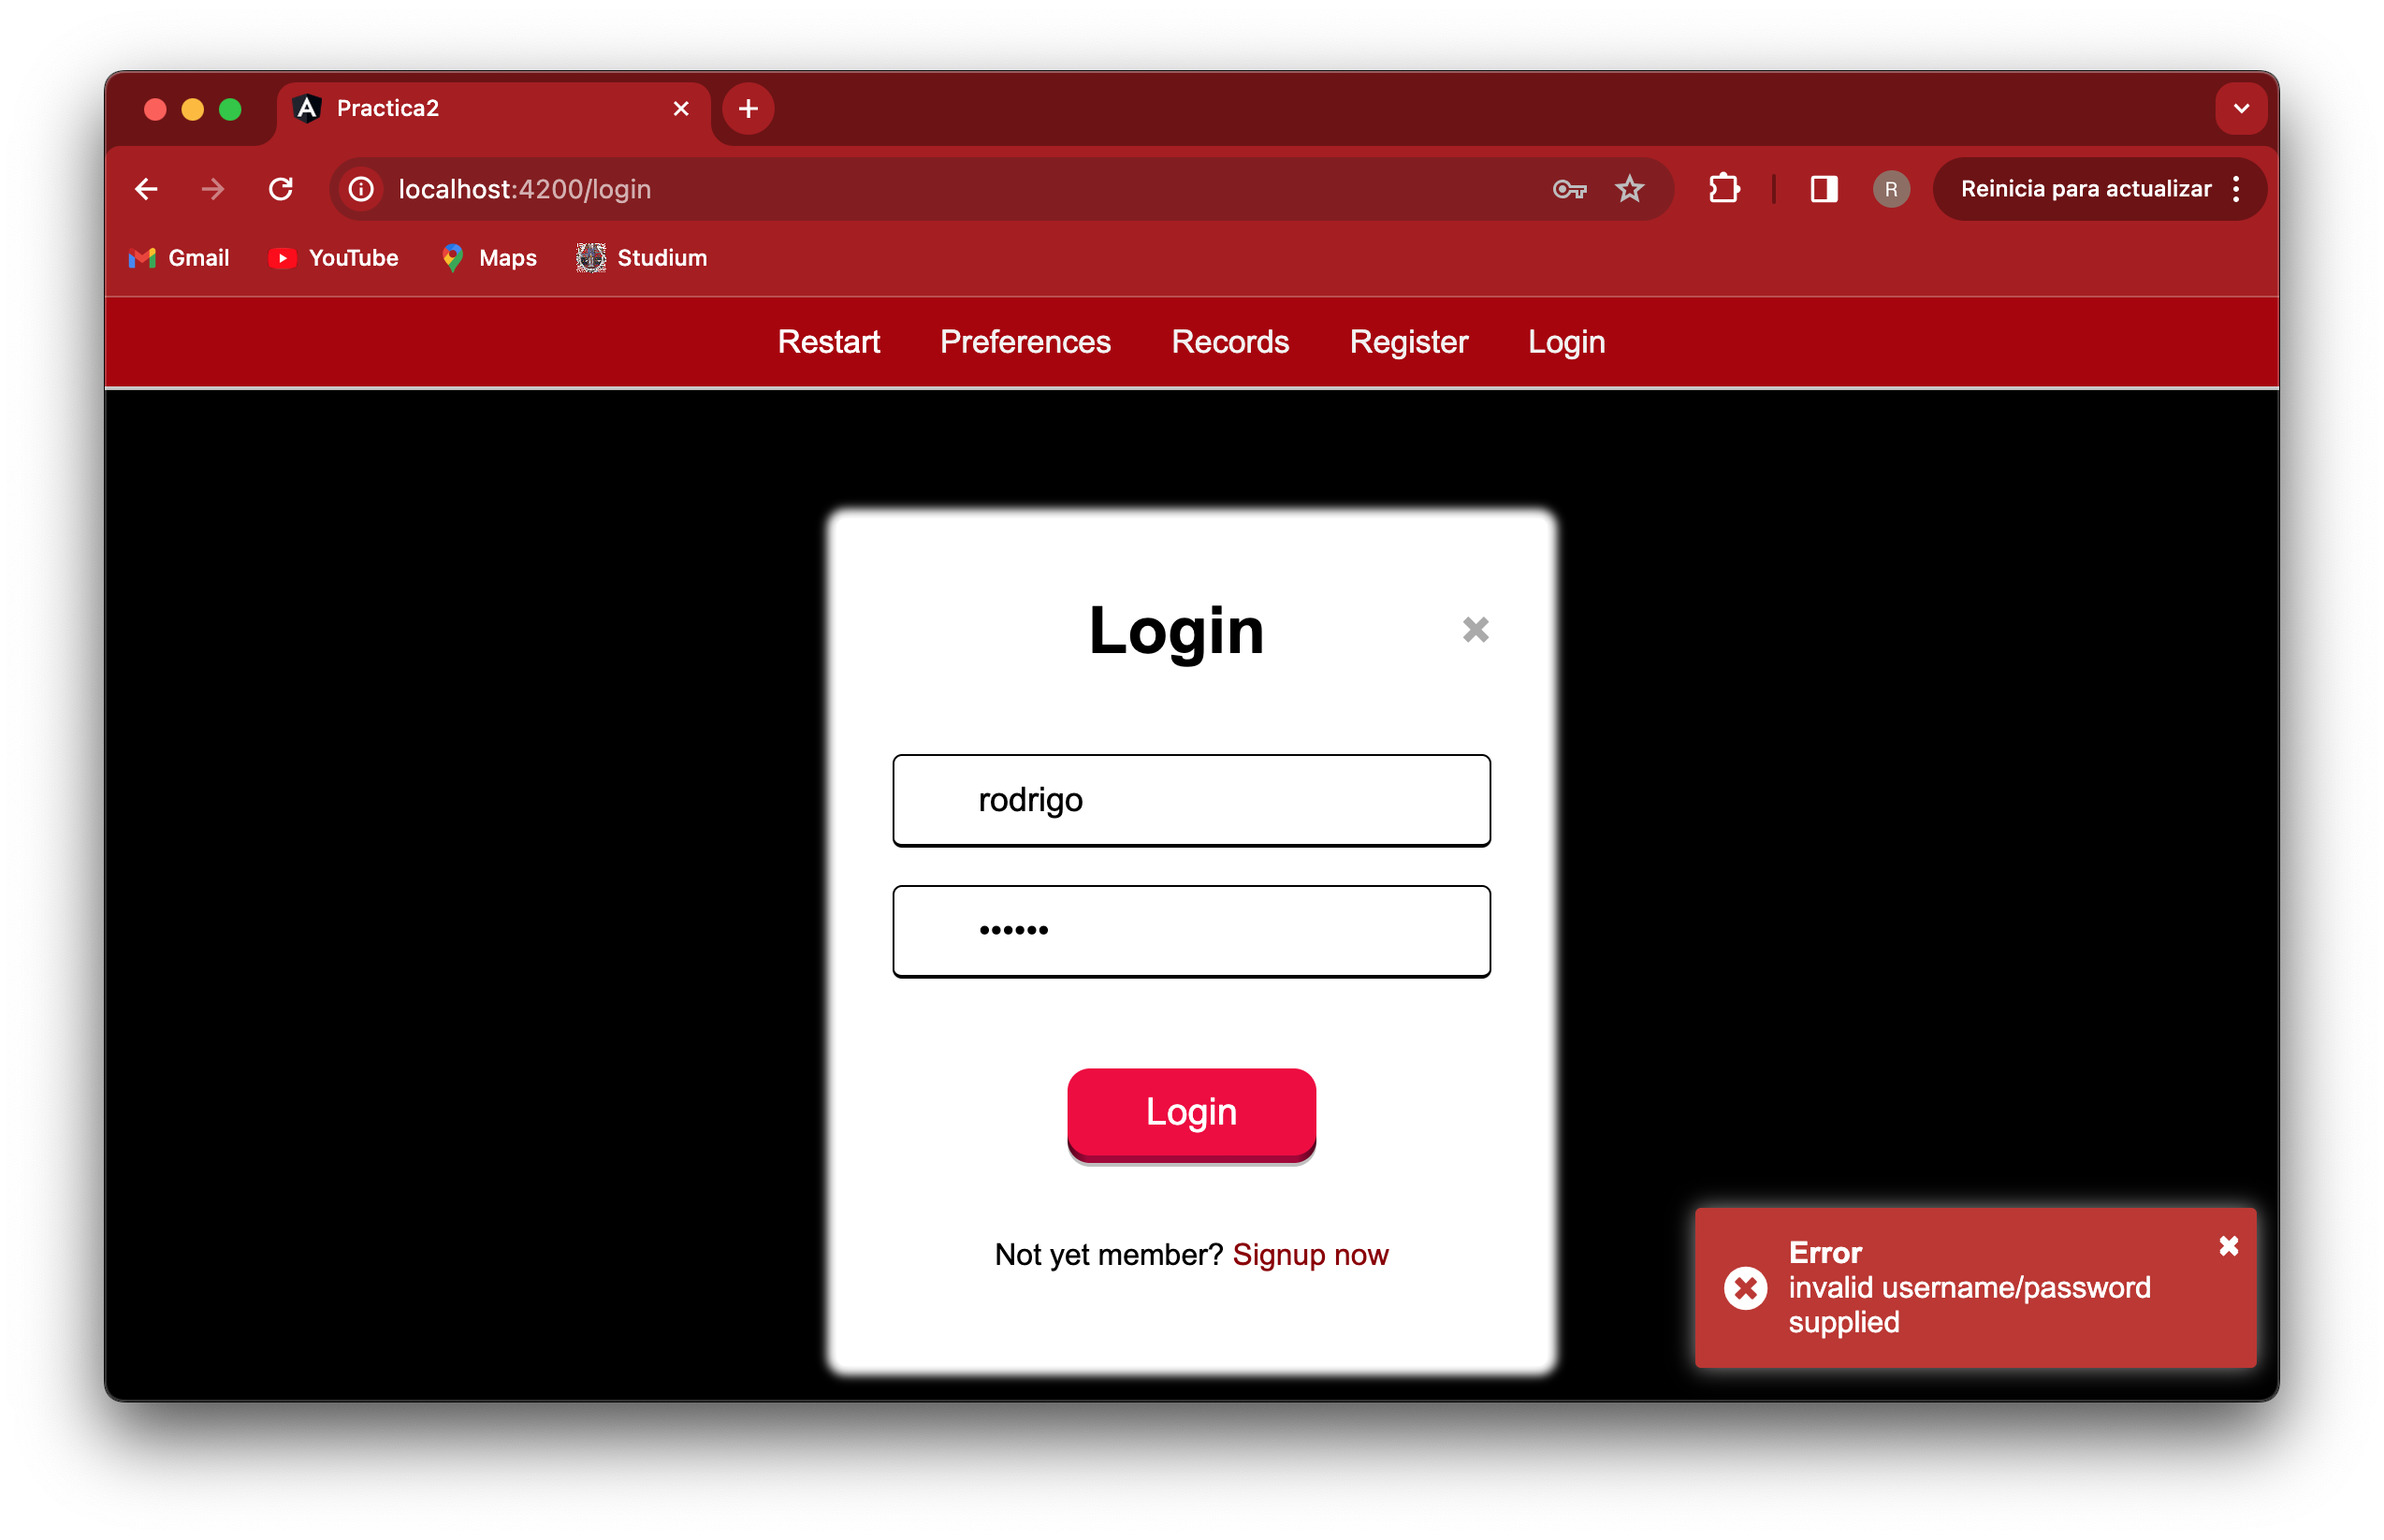 Practica2
localhost:4200/login
R
Reinicia para actualizar
Gmail YouTube Maps Studium
Restart Preferences Records Register Login
Login
rodrigo
••••••
Login
Not yet member? Signup now
Error
invalid username/password
supplied